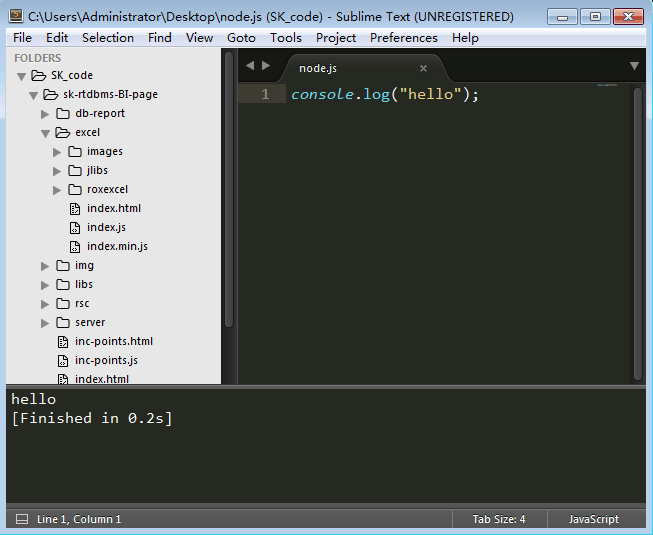 C:\Users\Administrator\Desktop\node.js (SK_code) - Sublime Text (UNREGISTERED)
File Edit Selection Find View Goto Tools Project Preferences Help
FOLDERS
SK_code
sk-rtdbms-BI-page
db-report
excel
images
jlibs
roxexcel
index.html
index.js
index.min.js
img
libs
rsc
server
inc-points.html
inc-points.js
index.html
node.js
1 console.log("hello");
hello
[Finished in 0.2s]
Line 1, Column 1 Tab Size: 4 JavaScript